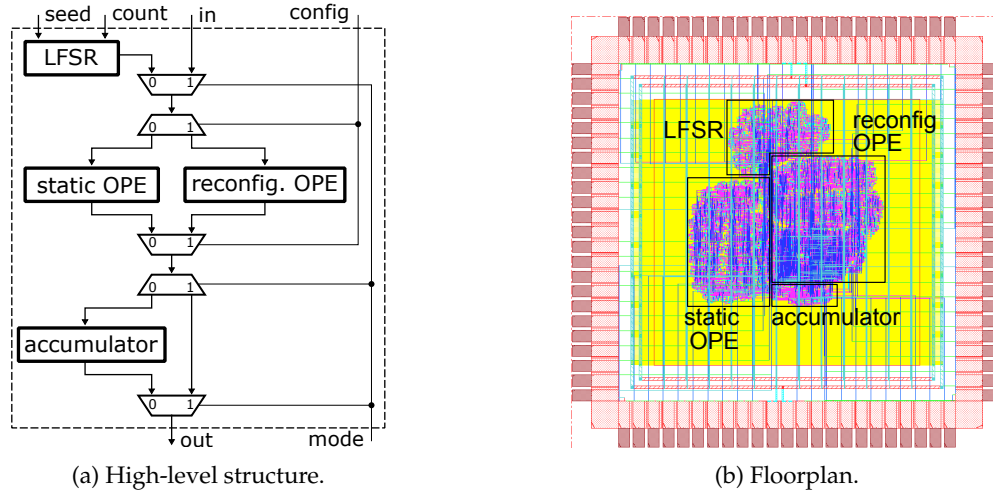 seed count in config
LFSR
0 1
0 1
static OPE
reconfig. OPE
0 1
0 1
accumulator
0 1
out
mode
(a) High-level structure.
LFSR
reconfig
OPE
static
OPE
accumulator
(b) Floorplan.